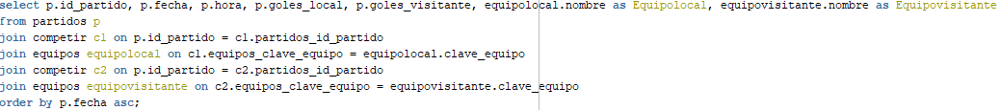 select p.id_partido, p.fecha, p.hora, p.goles_local, p.goles_visitante, equipolocal.nombre as Equipolocal, equipovisitante.nombre as Equipovisitante
from partidos p
join competir c1 on p.id_partido = c1.partidos_id_partido
join equipos equipolocal on c1.equipos_clave_equipo = equipolocal.clave_equipo
join competir c2 on p.id_partido = c2.partidos_id_partido
join equipos equipovisitante on c2.equipos_clave_equipo = equipovisitante.clave_equipo
order by p.fecha asc;